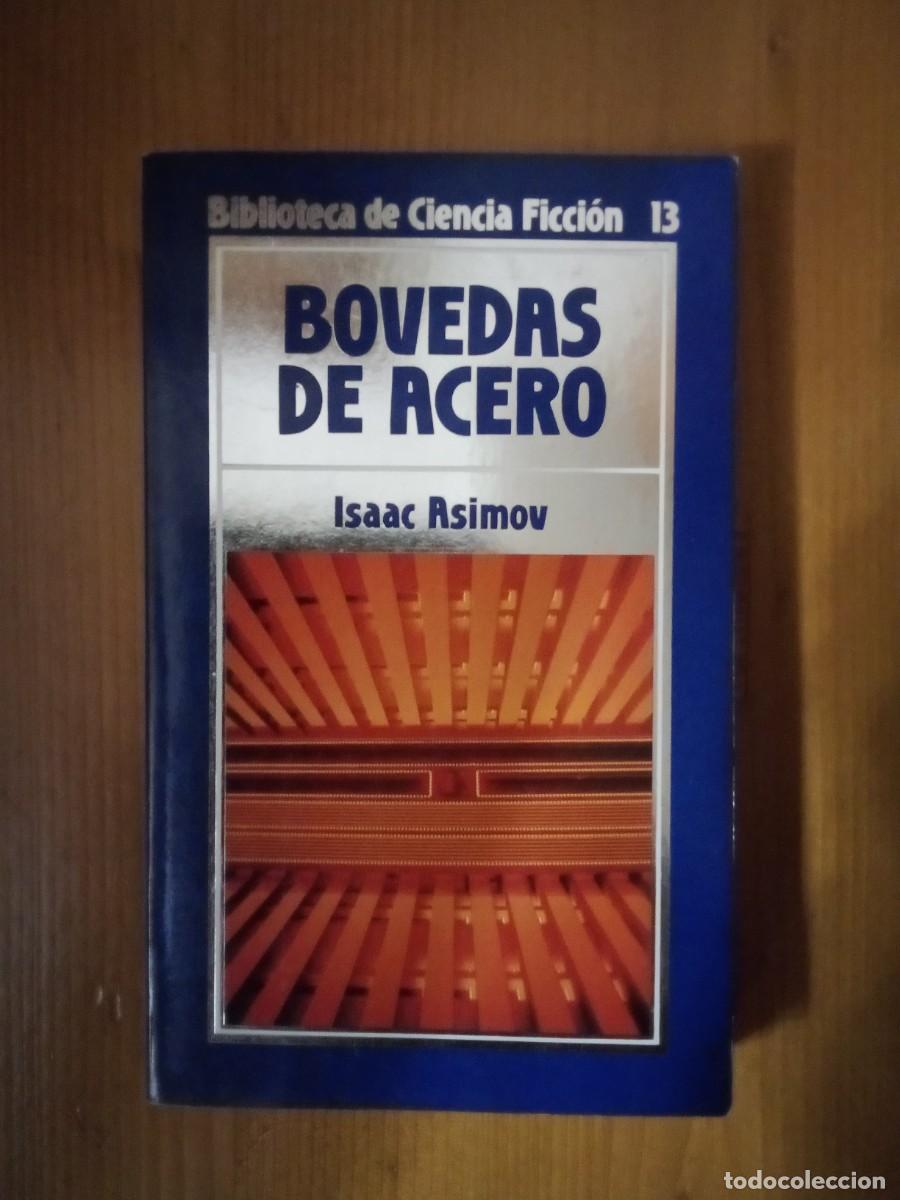 Biblioteca de Ciencia Ficción 13
BOVEDAS
DE ACERO
Isaac Asimov
todocoleccion